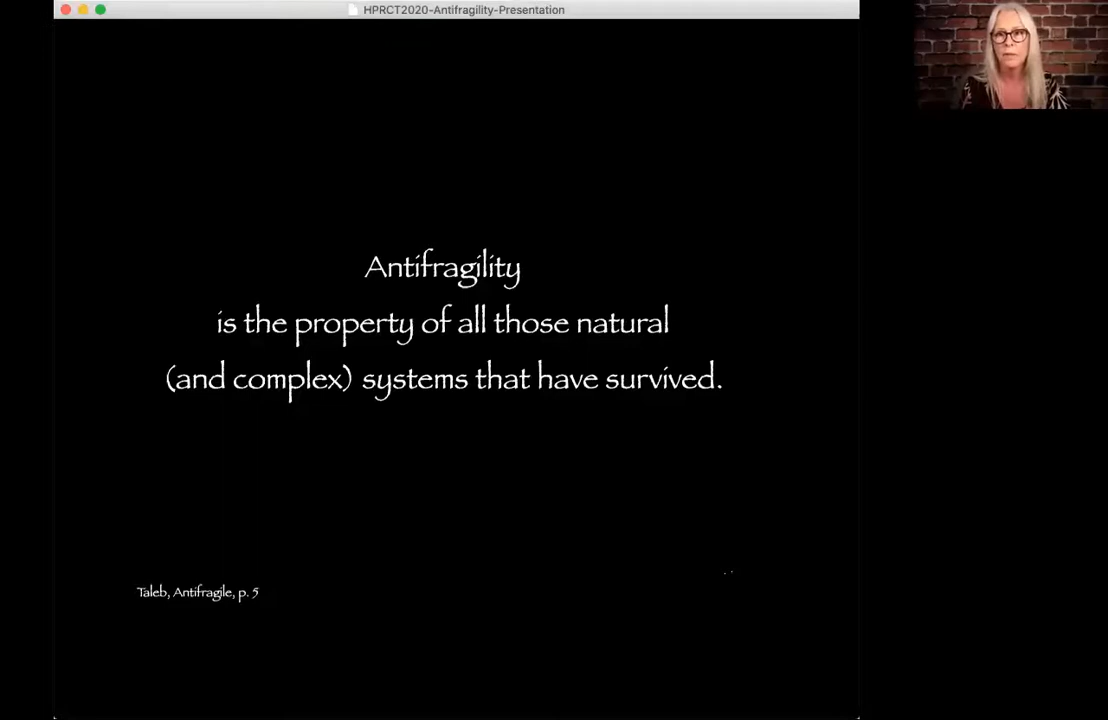 HPRCT2020-Antifragility-Presentation
Antifragility
is the property of all those natural
(and complex) systems that have survived.
Taleb, Antifragile, p. 5